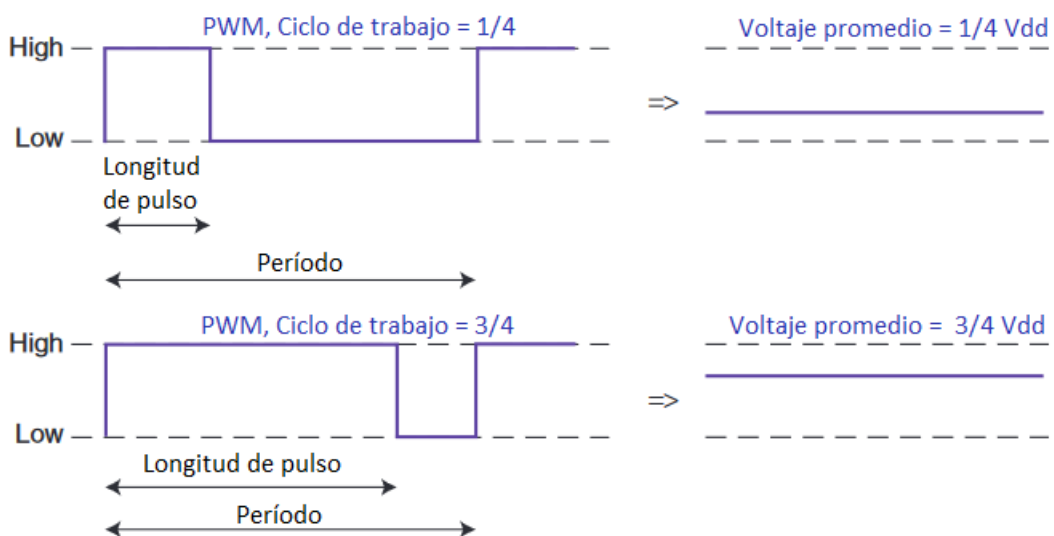 PWM, Ciclo de trabajo = 1/4
Voltaje promedio = 1/4 Vdd
High
=>
Low
Longitud
de pulso
Período
PWM, Ciclo de trabajo = 3/4
Voltaje promedio = 3/4 Vdd
High
=>
Low
Longitud de pulso
Período